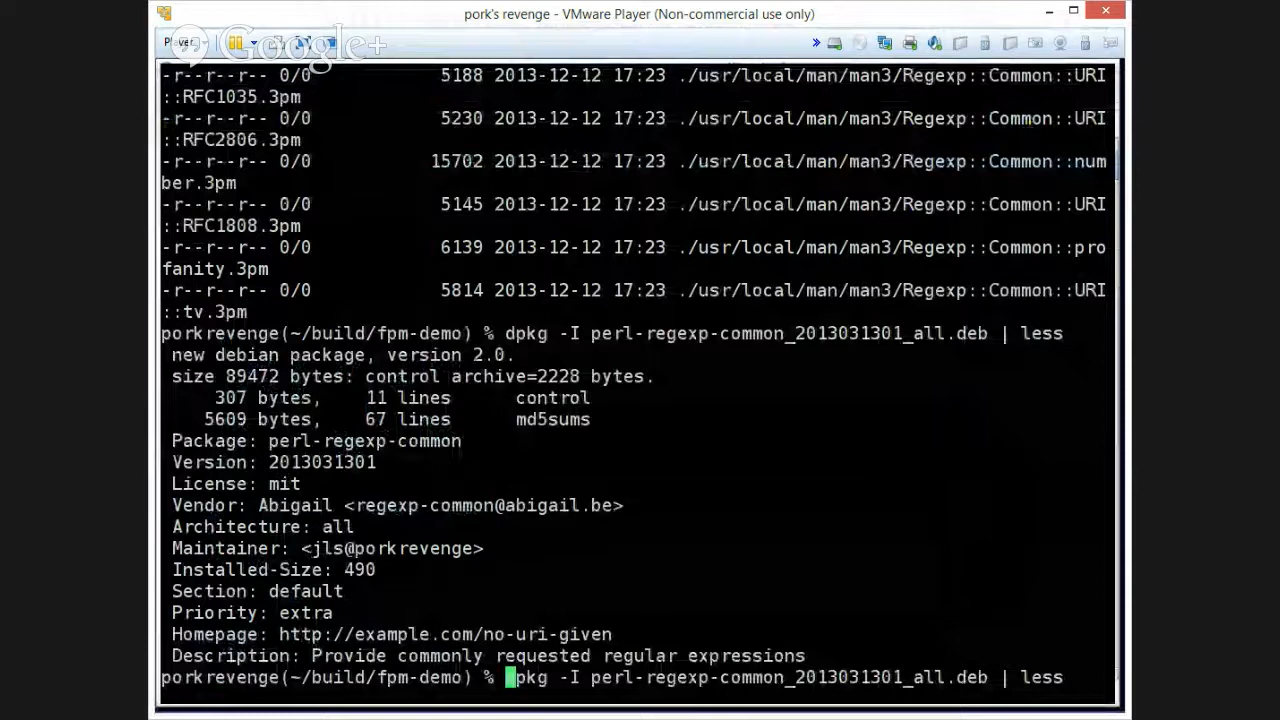 pork's revenge - VMware Player (Non-commercial use only)
Player
Google+
-r--r--r-- 0/0            5188 2013-12-12 17:23 ./usr/local/man/man3/Regexp::Common::URI
::RFC1035.3pm
-r--r--r-- 0/0            5230 2013-12-12 17:23 ./usr/local/man/man3/Regexp::Common::URI
::RFC2806.3pm
-r--r--r-- 0/0           15702 2013-12-12 17:23 ./usr/local/man/man3/Regexp::Common::num
ber.3pm
-r--r--r-- 0/0            5145 2013-12-12 17:23 ./usr/local/man/man3/Regexp::Common::URI
::RFC1808.3pm
-r--r--r-- 0/0            6139 2013-12-12 17:23 ./usr/local/man/man3/Regexp::Common::pro
fanity.3pm
-r--r--r-- 0/0            5814 2013-12-12 17:23 ./usr/local/man/man3/Regexp::Common::URI
::tv.3pm
porkrevenge(~/build/fpm-demo) % dpkg -I perl-regexp-common_2013031301_all.deb | less
 new debian package, version 2.0.
 size 89472 bytes: control archive=2228 bytes.
     307 bytes,    11 lines      control
    5609 bytes,    67 lines      md5sums
 Package: perl-regexp-common
 Version: 2013031301
 License: mit
 Vendor: Abigail <regexp-common@abigail.be>
 Architecture: all
 Maintainer: <jls@porkrevenge>
 Installed-Size: 490
 Section: default
 Priority: extra
 Homepage: http://example.com/no-uri-given
 Description: Provide commonly requested regular expressions
porkrevenge(~/build/fpm-demo) % pkg -I perl-regexp-common_2013031301_all.deb | less